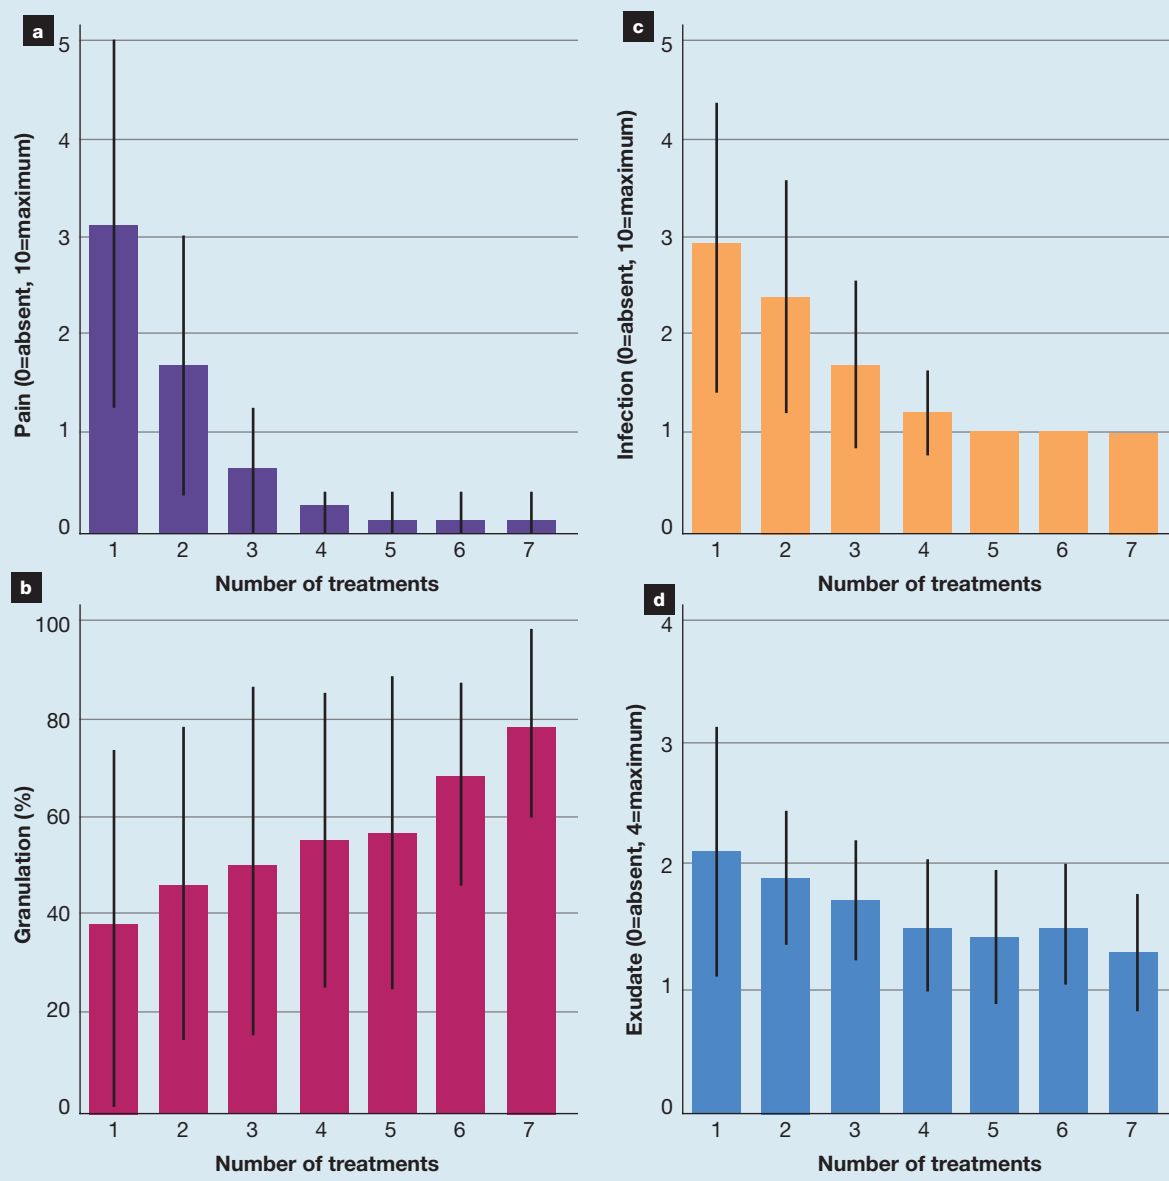 a
5
4
3
2
1
0
Pain (0=absent, 10=maximum)
1 2 3 4 5 6 7
Number of treatments
c
5
4
3
2
1
0
Infection (0=absent, 10=maximum)
1 2 3 4 5 6 7
Number of treatments
b
100
80
60
40
20
0
Granulation (%)
1 2 3 4 5 6 7
Number of treatments
d
4
3
2
1
0
Exudate (0=absent, 4=maximum)
1 2 3 4 5 6 7
Number of treatments